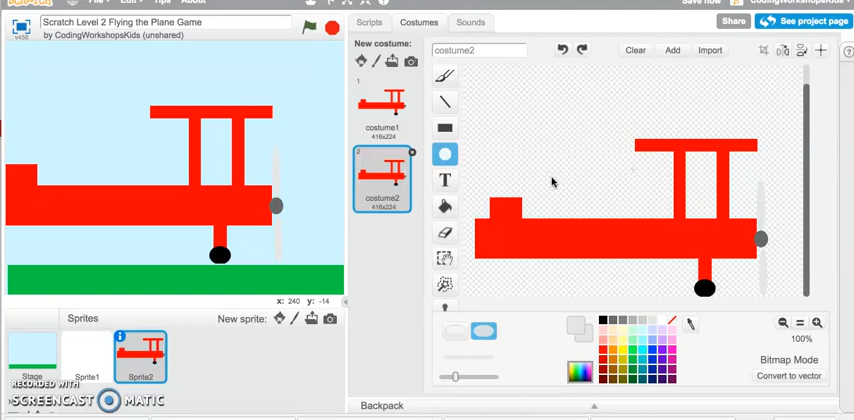 SCRATCH File Edit Tips About Save now CodingWorkshopsKids
Scratch Level 2 Flying the Plane Game
by CodingWorkshopsKids (unshared)
v456
Scripts Costumes Sounds
Share See project page
New costume:
costume2
Clear Add Import
1
costume1
416x224
2
costume2
416x224
T
x: 240 y: -14
Sprites New sprite:
Stage
Sprite1
Sprite2
100%
Bitmap Mode
Convert to vector
Backpack
RECORDED WITH
SCREENCAST MATIC